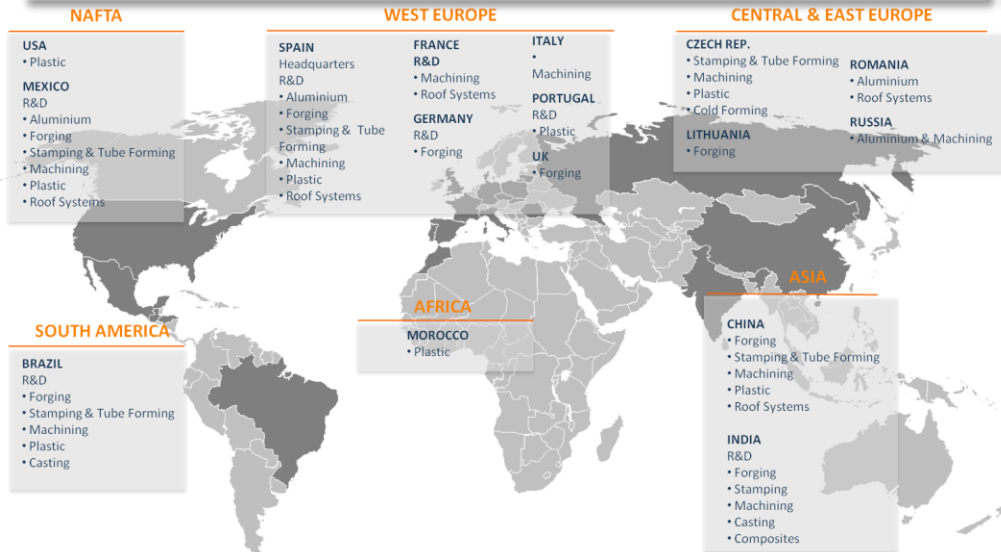 NAFTA
USA
• Plastic
MEXICO
R&D
• Aluminium
• Forging
• Stamping & Tube Forming
• Machining
• Plastic
• Roof Systems
WEST EUROPE
SPAIN
Headquarters
R&D
• Aluminium
• Forging
• Stamping & Tube
Forming
• Machining
• Plastic
• Roof Systems
FRANCE
R&D
• Machining
• Roof Systems
GERMANY
R&D
• Forging
ITALY
•
Machining
PORTUGAL
R&D
• Plastic
UK
• Forging
CENTRAL & EAST EUROPE
CZECH REP.
• Stamping & Tube Forming
• Machining
• Plastic
• Cold Forming
LITHUANIA
• Forging
ROMANIA
• Aluminium
• Roof Systems
RUSSIA
• Aluminium & Machining
SOUTH AMERICA
BRAZIL
R&D
• Forging
• Stamping & Tube Forming
• Machining
• Plastic
• Casting
AFRICA
MOROCCO
• Plastic
ASIA
CHINA
• Forging
• Stamping & Tube Forming
• Machining
• Plastic
• Roof Systems
INDIA
R&D
• Forging
• Stamping
• Machining
• Casting
• Composites